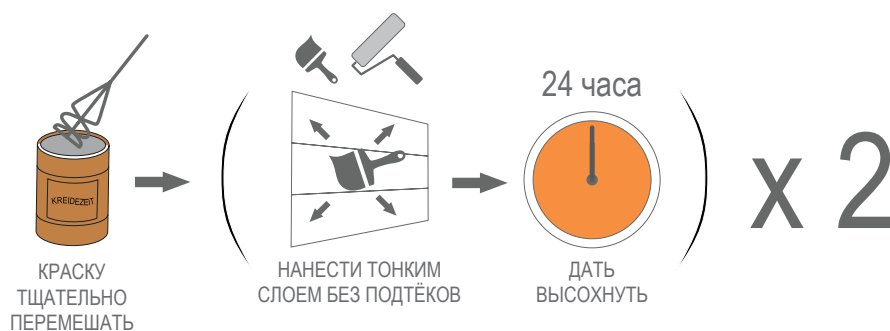 24 часа
KREIDEZEIT
x 2
КРАСКУ
ТЩАТЕЛЬНО
ПЕРЕМЕШАТЬ
НАНЕСТИ ТОНКИМ
СЛОЕМ БЕЗ ПОДТЁКОВ
ДАТЬ
ВЫСОХНУТЬ